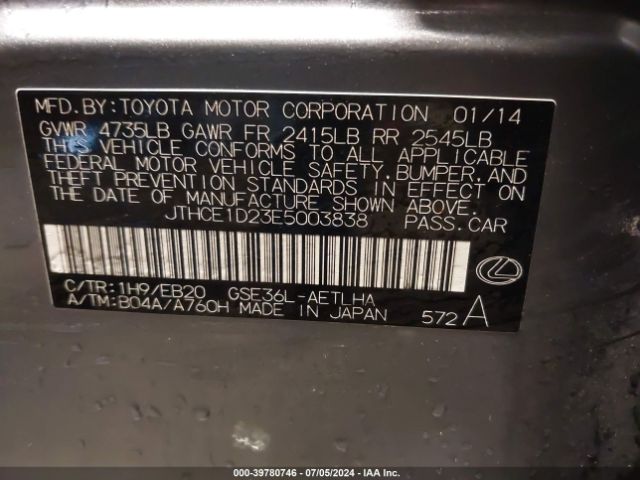 MFD.BY:TOYOTA MOTOR CORPORATION 01/14
GVWR 4735LB GAWR FR 2415LB RR 2545LB
THIS VEHICLE CONFORMS TO ALL APPLICABLE
FEDERAL MOTOR VEHICLE SAFETY,BUMPER,AND
THEFT PREVENTION STANDARDS IN EFFECT ON
THE DATE OF MANUFACTURE SHOWN ABOVE.
JTHCE1D23E5003838 PASS.CAR
C/TR:1H9/EB20 GSE36L-AETLHA
A/TM:B04A/A760H MADE IN JAPAN 572 A
000-39780746 - 07/05/2024 - IAA Inc.